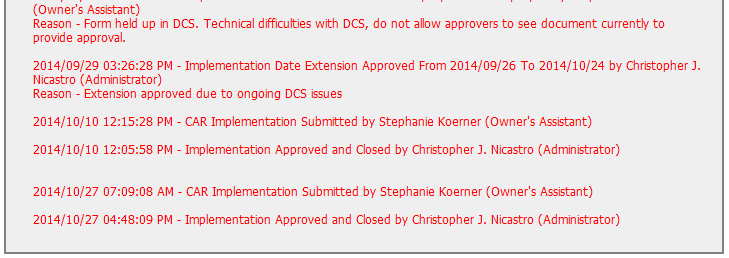 (Owner's Assistant)
Reason - Form held up in DCS. Technical difficulties with DCS, do not allow approvers to see document currently to
provide approval.
2014/09/29 03:26:28 PM - Implementation Date Extension Approved From 2014/09/26 To 2014/10/24 by Christopher J.
Nicastro (Administrator)
Reason - Extension approved due to ongoing DCS issues
2014/10/10 12:15:28 PM - CAR Implementation Submitted by Stephanie Koerner (Owner's Assistant)
2014/10/10 12:05:58 PM - Implementation Approved and Closed by Christopher J. Nicastro (Administrator)
2014/10/27 07:09:08 AM - CAR Implementation Submitted by Stephanie Koerner (Owner's Assistant)
2014/10/27 04:48:09 PM - Implementation Approved and Closed by Christopher J. Nicastro (Administrator)